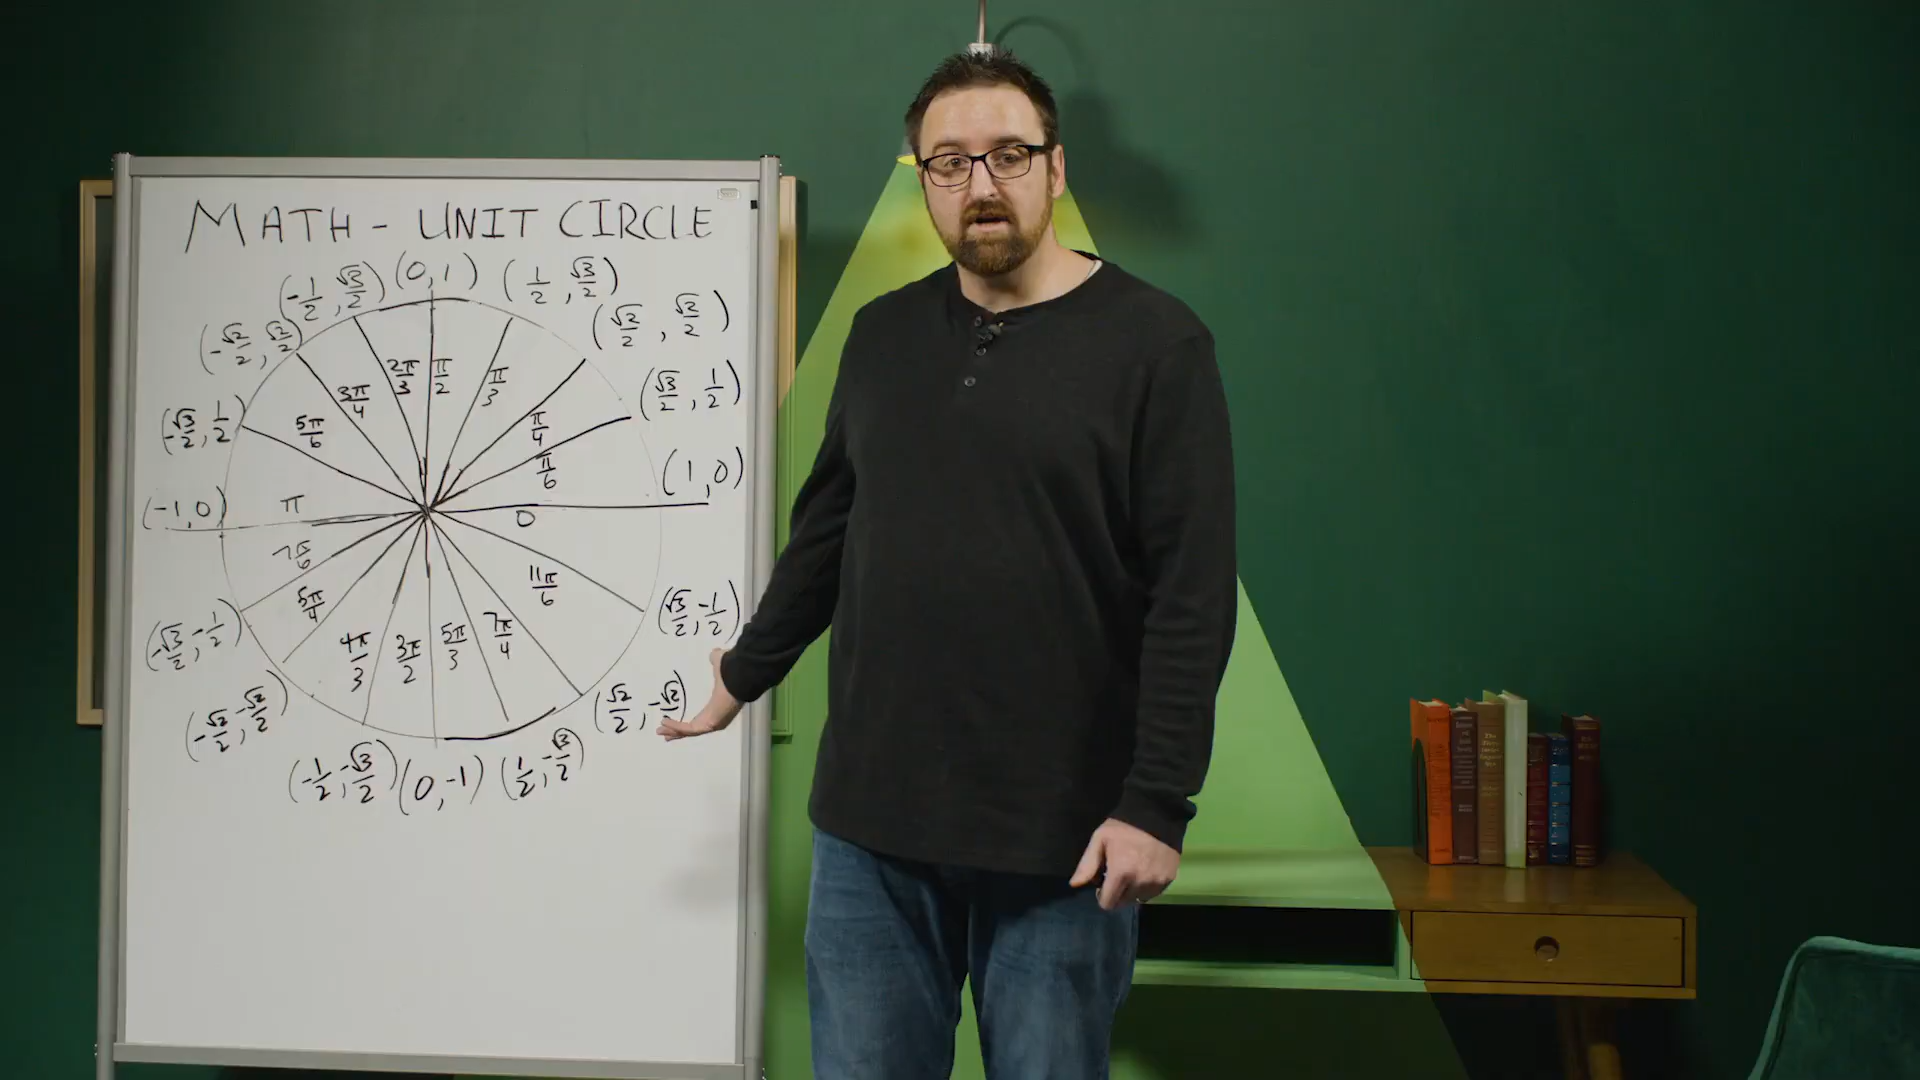 MATH - UNIT CIRCLE
(-1/2, √3/2) (0,1) (1/2, √3/2)
(-√2/2, √2/2) (√2/2, √2/2)
(-√3/2, 1/2) (√3/2, 1/2)
5π/6 3π/4 2π/3 π/2 π/3 π/4 π/6
(-1,0) π 0 (1,0)
7π/6 5π/4 4π/3 3π/2 5π/3 7π/4 11π/6
(-√3/2, -1/2) (√3/2, -1/2)
(-√2/2, -√2/2) (√2/2, -√2/
(-1/2, -√3/2) (0,-1) (1/2, -√3/2)